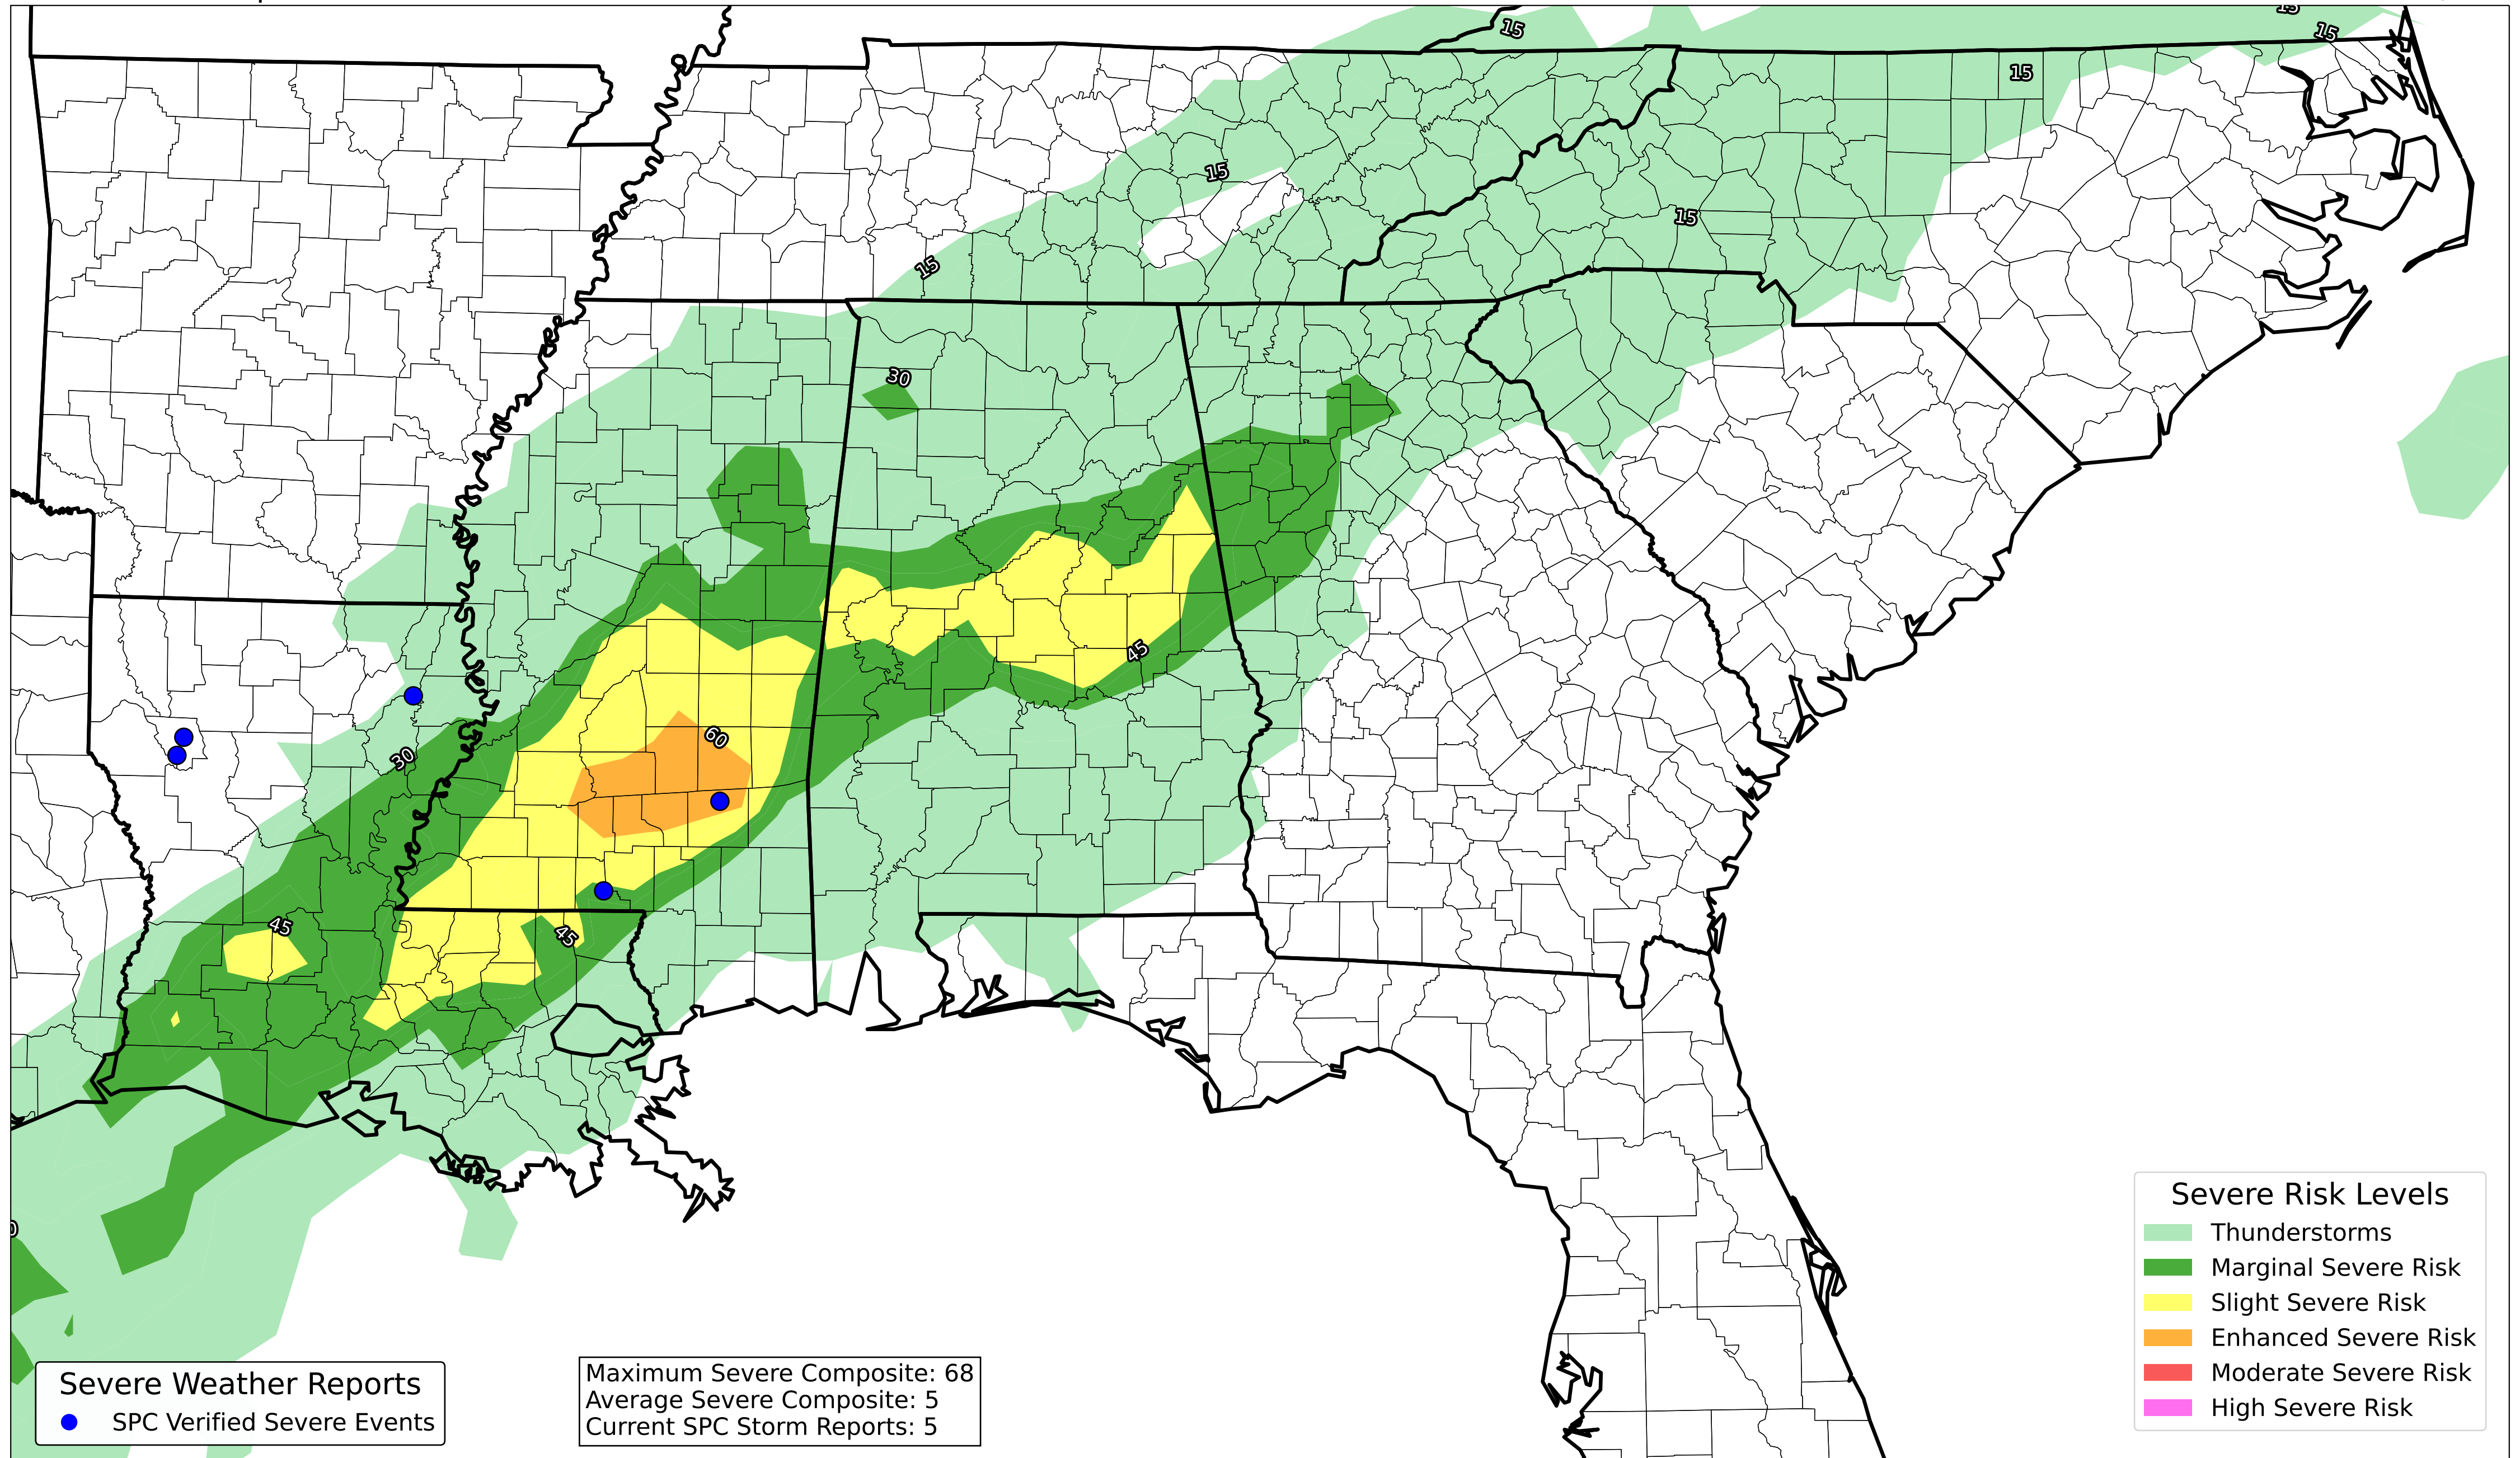 15
15
15
15
15
15
15
30
45
60
30
45
45
Severe Risk Levels
Thunderstorms
Marginal Severe Risk
Slight Severe Risk
Enhanced Severe Risk
Moderate Severe Risk
High Severe Risk
Severe Weather Reports
SPC Verified Severe Events
Maximum Severe Composite: 68
Average Severe Composite: 5
Current SPC Storm Reports: 5